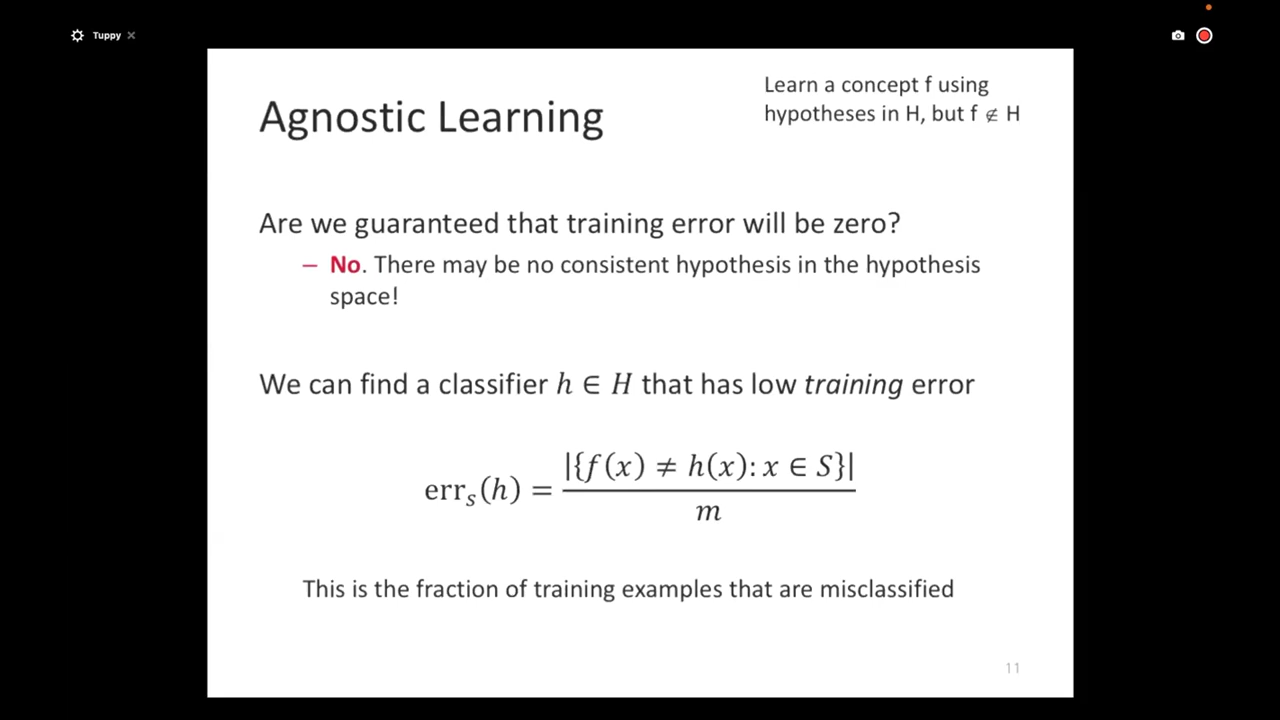 Tuppy ×
Learn a concept f using
hypotheses in H, but f ∉ H
Agnostic Learning
Are we guaranteed that training error will be zero?
– No. There may be no consistent hypothesis in the hypothesis
space!
We can find a classifier h ∈ H that has low training error
err_s(h) = |{f(x) ≠ h(x): x ∈ S}| / m
This is the fraction of training examples that are misclassified
11